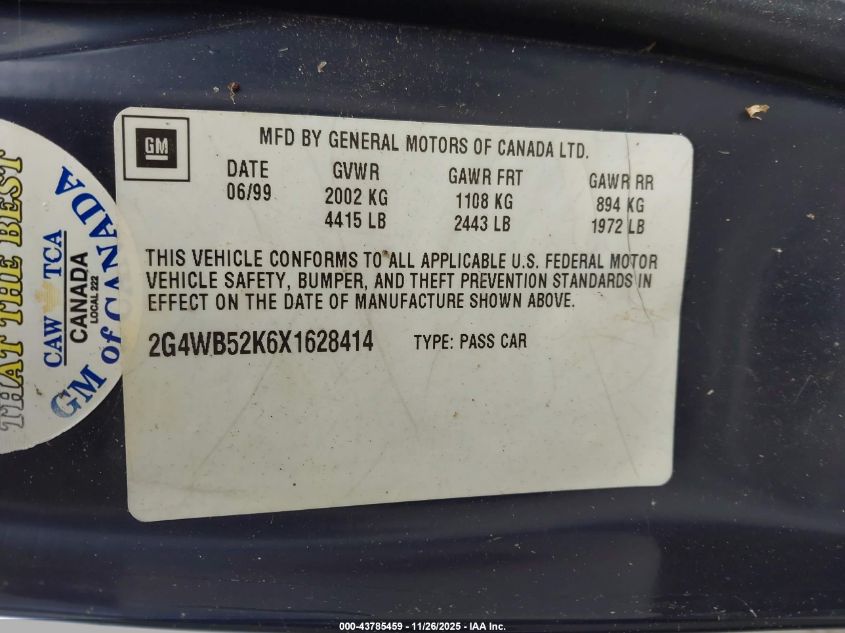 THAT THE BEST
CAW TCA
CANADA
LOCAL 222
GM of CANADA
GM
MFD BY GENERAL MOTORS OF CANADA LTD.
DATE GVWR GAWR FRT GAWR RR
06/99 2002 KG 1108 KG 894 KG
4415 LB 2443 LB 1972 LB
THIS VEHICLE CONFORMS TO ALL APPLICABLE U.S. FEDERAL MOTOR
VEHICLE SAFETY, BUMPER, AND THEFT PREVENTION STANDARDS IN
EFFECT ON THE DATE OF MANUFACTURE SHOWN ABOVE.
2G4WB52K6X1628414 TYPE: PASS CAR
000-43785459 - 11/26/2025 - IAA Inc.